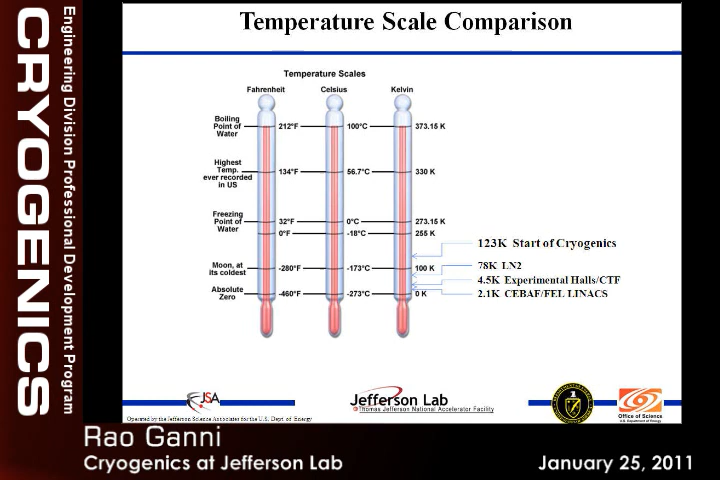 Engineering Division Professional Development Program
CRYOGENICS
Temperature Scale Comparison
Temperature Scales
Fahrenheit Celsius Kelvin
Boiling
Point of
Water
212°F 100°C 373.15 K
Highest
Temp.
ever recorded
in US
134°F 56.7°C 330 K
Freezing
Point of
Water
32°F 0°C 273.15 K
0°F -18°C 255 K
123K Start of Cryogenics
Moon, at
its coldest
-280°F -173°C 100 K
78K LN2
4.5K Experimental Halls/CTF
Absolute
Zero
-460°F -273°C 0 K
2.1K CEBAF/FEL LINACS
JSA
Operated by the Jefferson Science Associates for the U.S. Dept. of Energy
Jefferson Lab
Thomas Jefferson National Accelerator Facility
Office of Science
U.S. Department of Energy
Rao Ganni
Cryogenics at Jefferson Lab
January 25, 2011